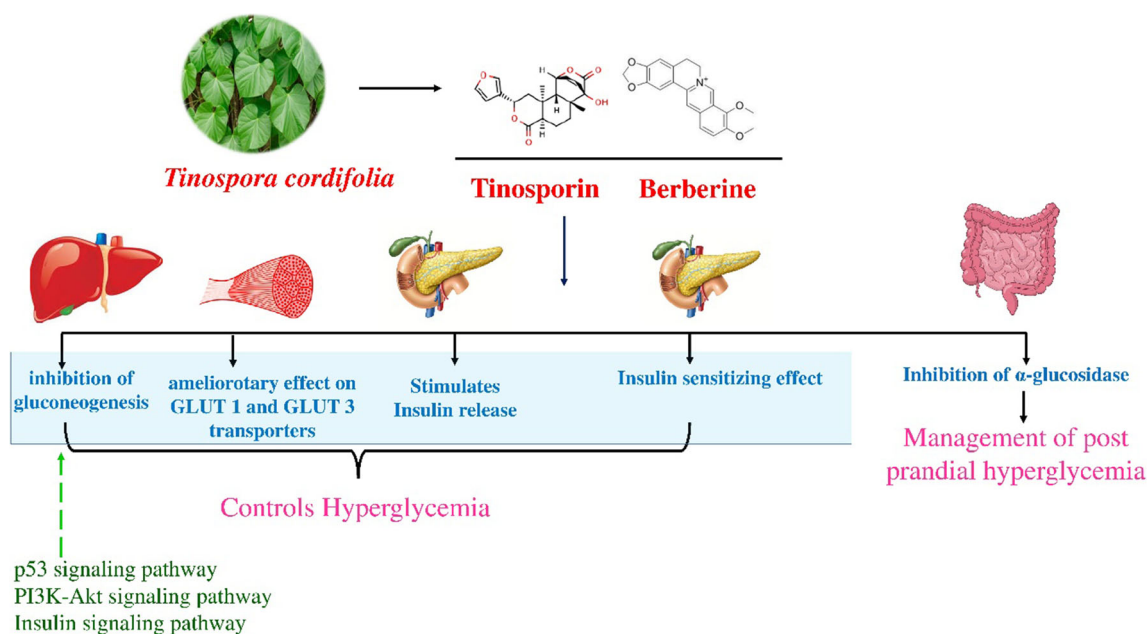 O
O
H
O
O
OH
H
O
O
H
O
O
N+
O
O
Tinospora cordifolia
Tinosporin
Berberine
inhibition of
gluconeogenesis
ameliorotary effect on
GLUT 1 and GLUT 3
transporters
Stimulates
Insulin release
Insulin sensitizing effect
Inhibition of α-glucosidase
Management of post
prandial hyperglycemia
Controls Hyperglycemia
p53 signaling pathway
PI3K-Akt signaling pathway
Insulin signaling pathway